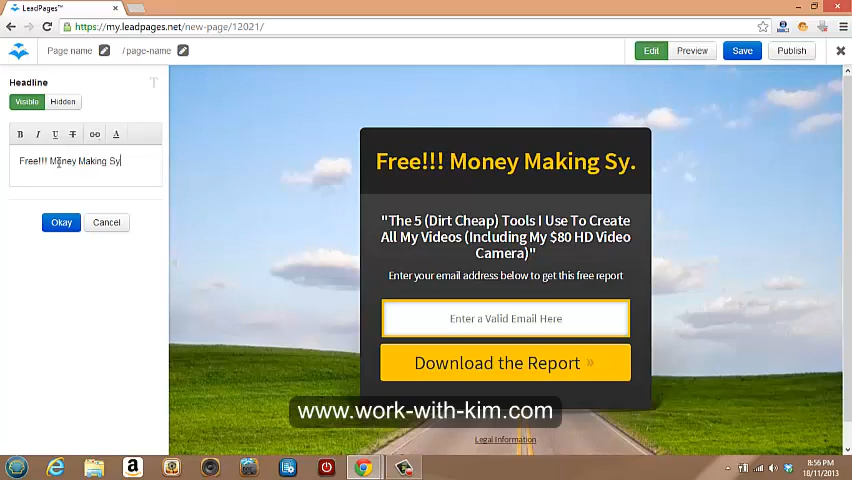 LeadPages™
https://my.leadpages.net/new-page/12021/
Page name
/page-name
Edit
Preview
Save
Publish
Headline
T
Visible
Hidden
B I U T A
Free!!! Money Making Sy
Okay
Cancel
Free!!! Money Making Sy.
"The 5 (Dirt Cheap) Tools I Use To Create
All My Videos (Including My $80 HD Video
Camera)"
Enter your email address below to get this free report
Enter a Valid Email Here
Download the Report »
www.work-with-kim.com
Legal Information
8:56 PM
18/11/2013